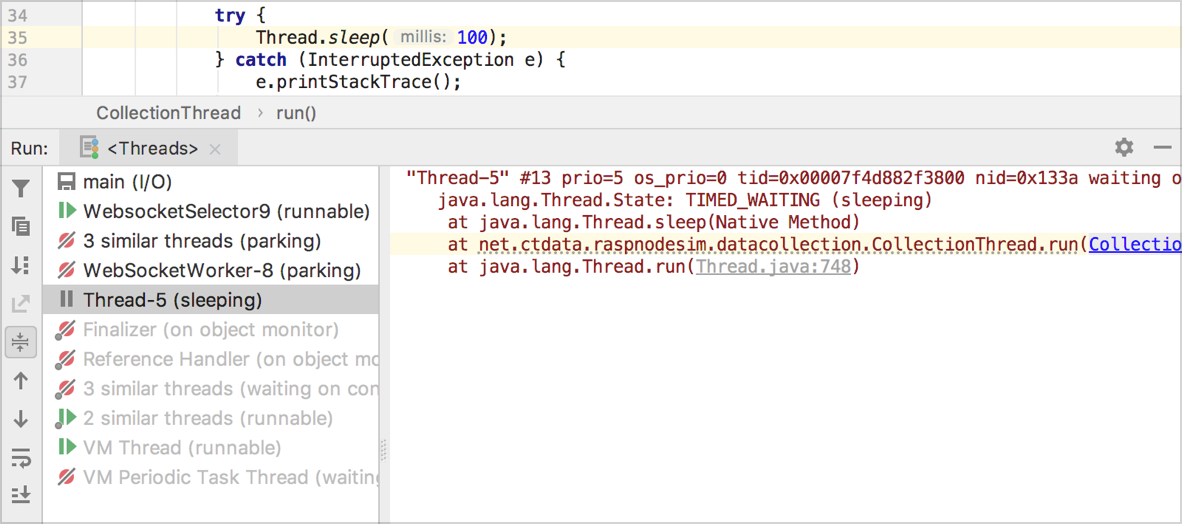 34 try {
35 Thread.sleep( millis: 100);
36 } catch (InterruptedException e) {
37 e.printStackTrace();
CollectionThread › run()
Run: <Threads> ×
main (I/O)
WebsocketSelector9 (runnable)
3 similar threads (parking)
WebSocketWorker-8 (parking)
Thread-5 (sleeping)
Finalizer (on object monitor)
Reference Handler (on object mo
3 similar threads (waiting on con
2 similar threads (runnable)
VM Thread (runnable)
VM Periodic Task Thread (waiting
"Thread-5" #13 prio=5 os_prio=0 tid=0x00007f4d882f3800 nid=0x133a waiting o
java.lang.Thread.State: TIMED_WAITING (sleeping)
at java.lang.Thread.sleep(Native Method)
at net.ctdata.raspnodesim.datacollection.CollectionThread.run(Collectio
at java.lang.Thread.run(Thread.java:748)